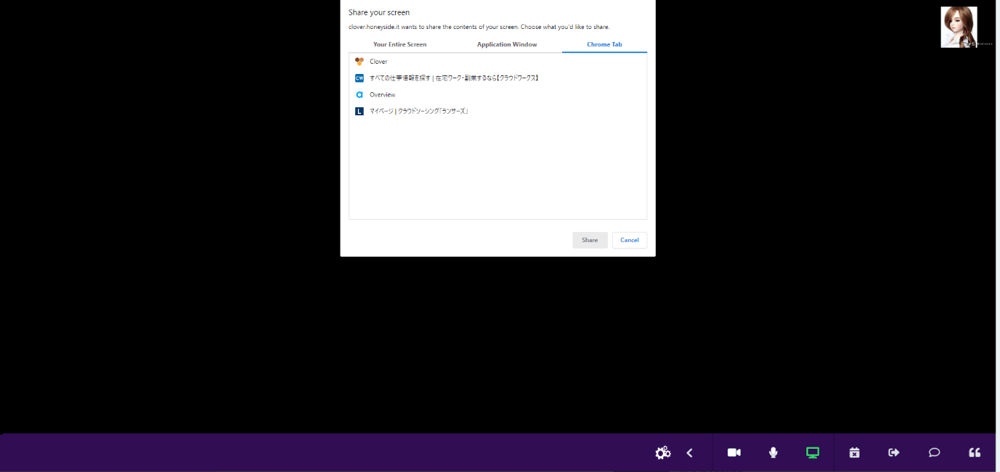 Share your screen
clover.honeyside.it wants to share the contents of your screen. Choose what you'd like to share.
Your Entire Screen
Application Window
Chrome Tab
Clover
CW すべての仕事情報を探す | 在宅ワーク・副業するなら【クラウドワークス】
Overview
L マイページ | クラウドソーシング「ランサーズ」
Share
Cancel